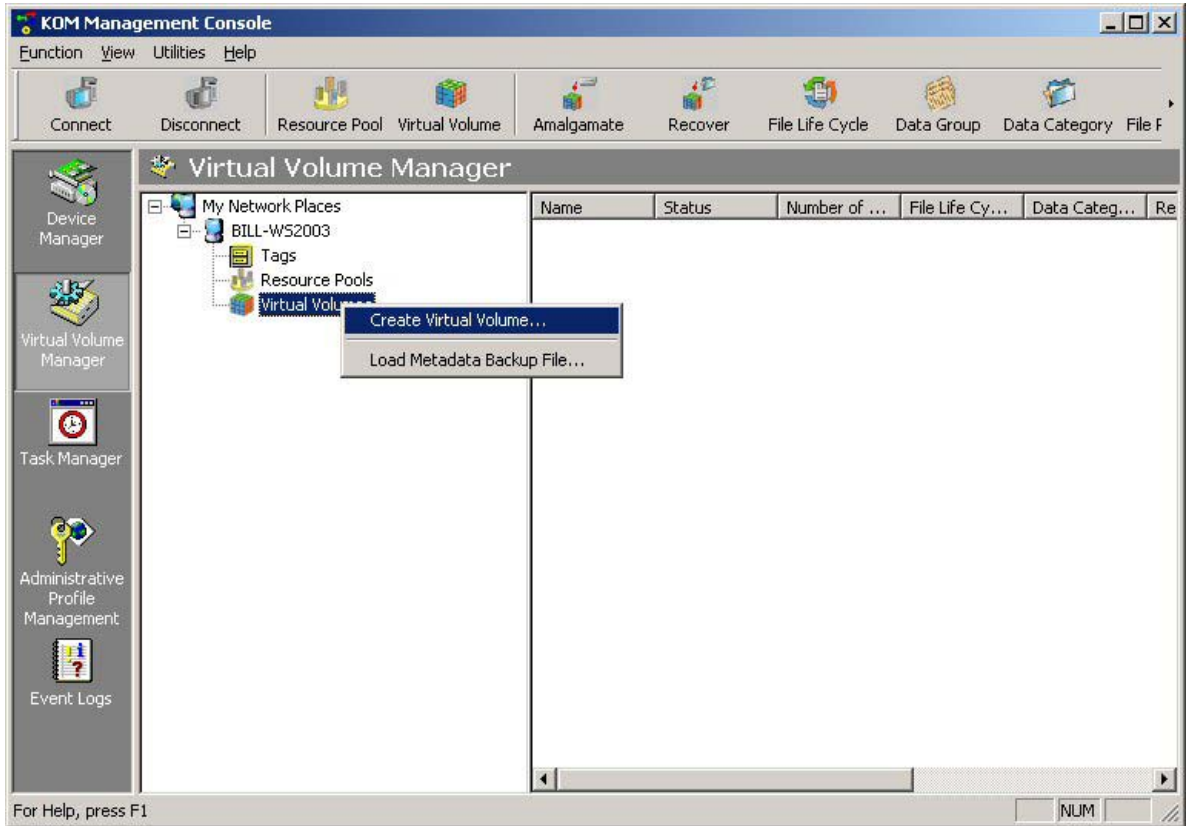 KOM Management Console
Function View Utilities Help
Connect Disconnect Resource Pool Virtual Volume Amalgamate Recover File Life Cycle Data Group Data Category File
Virtual Volume Manager
Device Manager
Virtual Volume Manager
Task Manager
Administrative Profile Management
Event Logs
My Network Places
BILL-WS2003
Tags
Resource Pools
Virtual
Create Virtual Volume...
Load Metadata Backup File...
Name Status Number of ... File Life Cy... Data Categ... Re
For Help, press F1
NUM